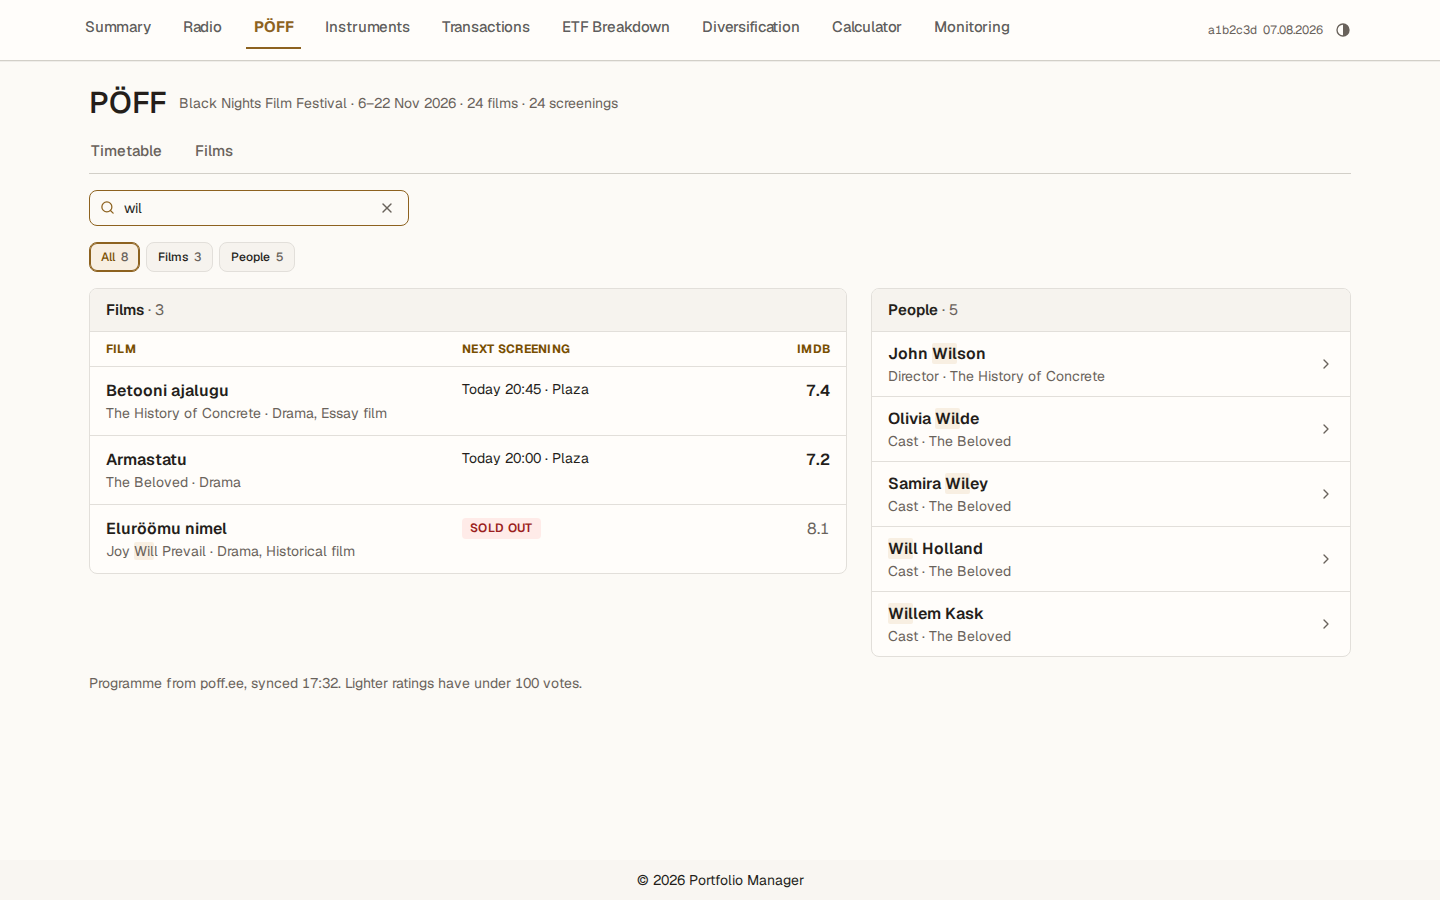 Summary Radio PÖFF Instruments Transactions ETF Breakdown Diversification Calculator Monitoring a1b2c3d 07.08.2026
PÖFF Black Nights Film Festival · 6–22 Nov 2026 · 24 films · 24 screenings
Timetable Films
wil
All 8 Films 3 People 5
Films · 3
FILM NEXT SCREENING IMDB
Betooni ajalugu Today 20:45 · Plaza 7.4
The History of Concrete · Drama, Essay film
Armastatu Today 20:00 · Plaza 7.2
The Beloved · Drama
Eluröömu nimel SOLD OUT 8.1
Joy Will Prevail · Drama, Historical film
People · 5
John Wilson
Director · The History of Concrete
Olivia Wilde
Cast · The Beloved
Samira Wiley
Cast · The Beloved
Will Holland
Cast · The Beloved
Willem Kask
Cast · The Beloved
Programme from poff.ee, synced 17:32. Lighter ratings have under 100 votes.
© 2026 Portfolio Manager